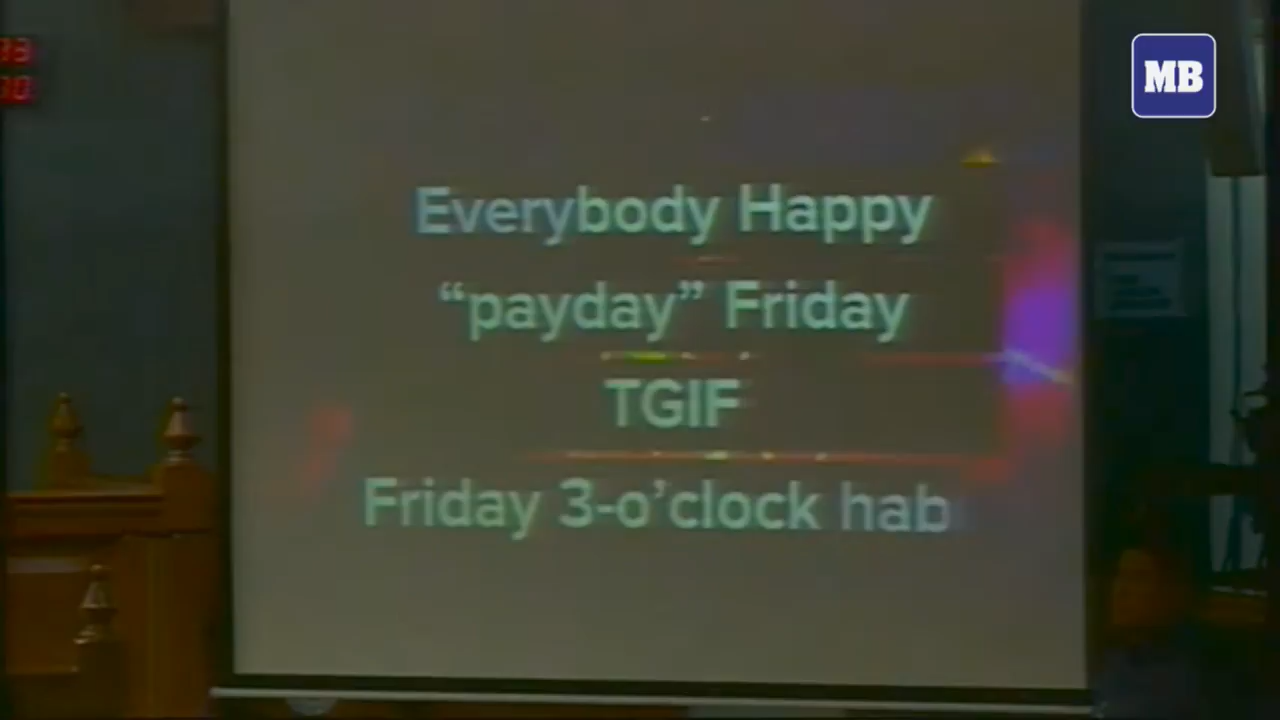 MB
Everybody Happy
“payday” Friday
TGIF
Friday 3-o’clock hab